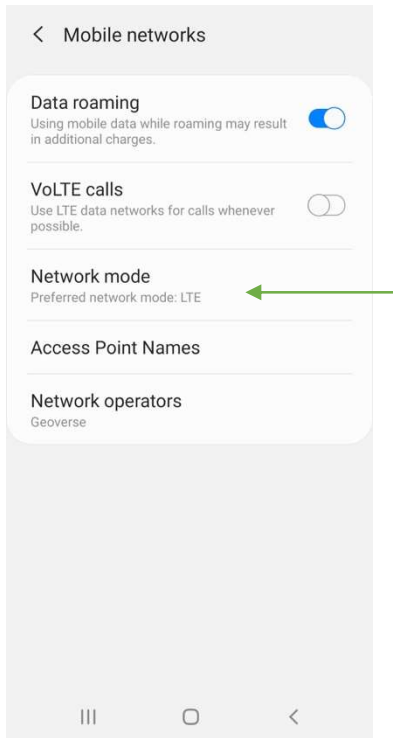 Mobile networks
Data roaming
Using mobile data while roaming may result
in additional charges.
VoLTE calls
Use LTE data networks for calls whenever
possible.
Network mode
Preferred network mode: LTE
Access Point Names
Network operators
Geoverse